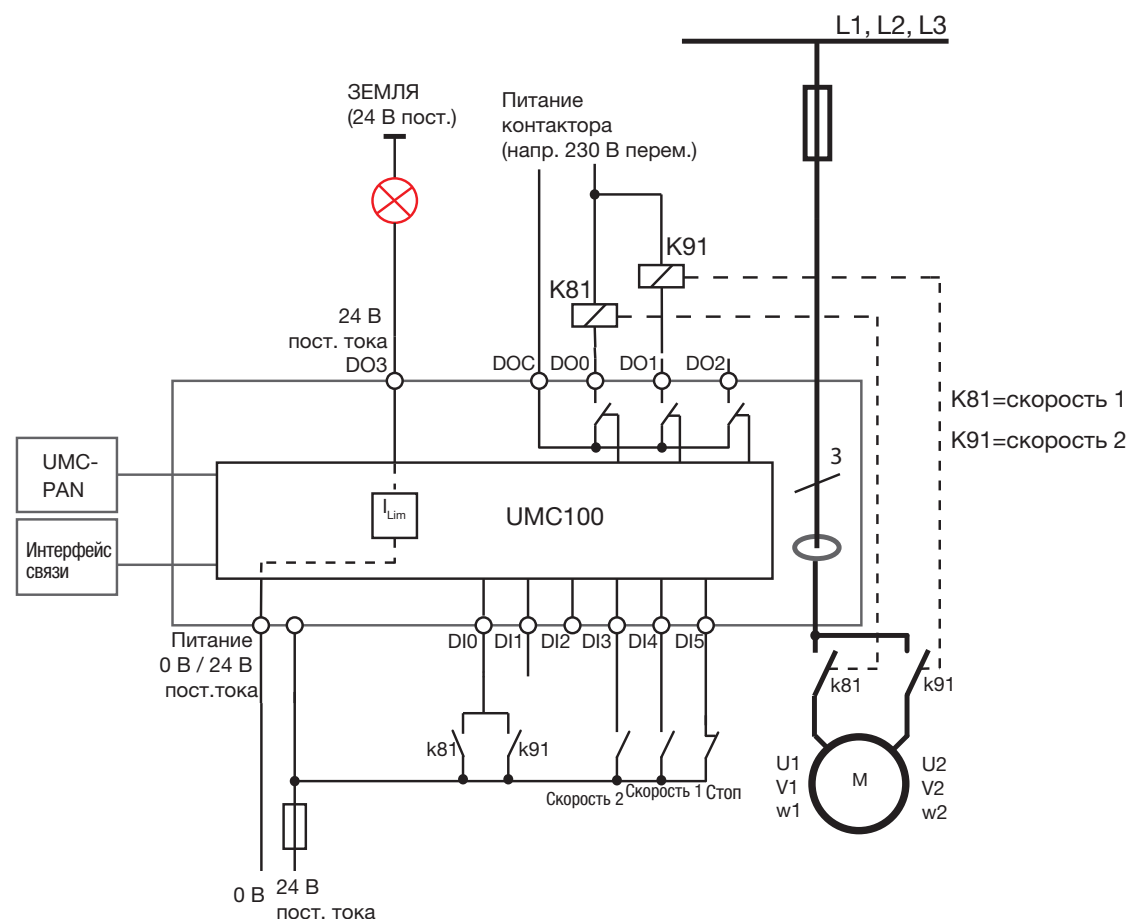 L1, L2, L3
ЗЕМЛЯ
(24 В пост.)
Питание
контактора
(напр. 230 В перем.)
K91
K81
24 В
пост. тока
DO3
DOC
DO0
DO1
DO2
K81=скорость 1
K91=скорость 2
UMC-
PAN
Интерфейс
связи
ILim
UMC100
3
Питание
0 В / 24 В
пост.тока
DI0
DI1
DI2
DI3
DI4
DI5
k81
k91
k81
k91
Скорость 2
Скорость 1
Стоп
U1
V1
w1
M
U2
V2
w2
0 В
24 В
пост. тока